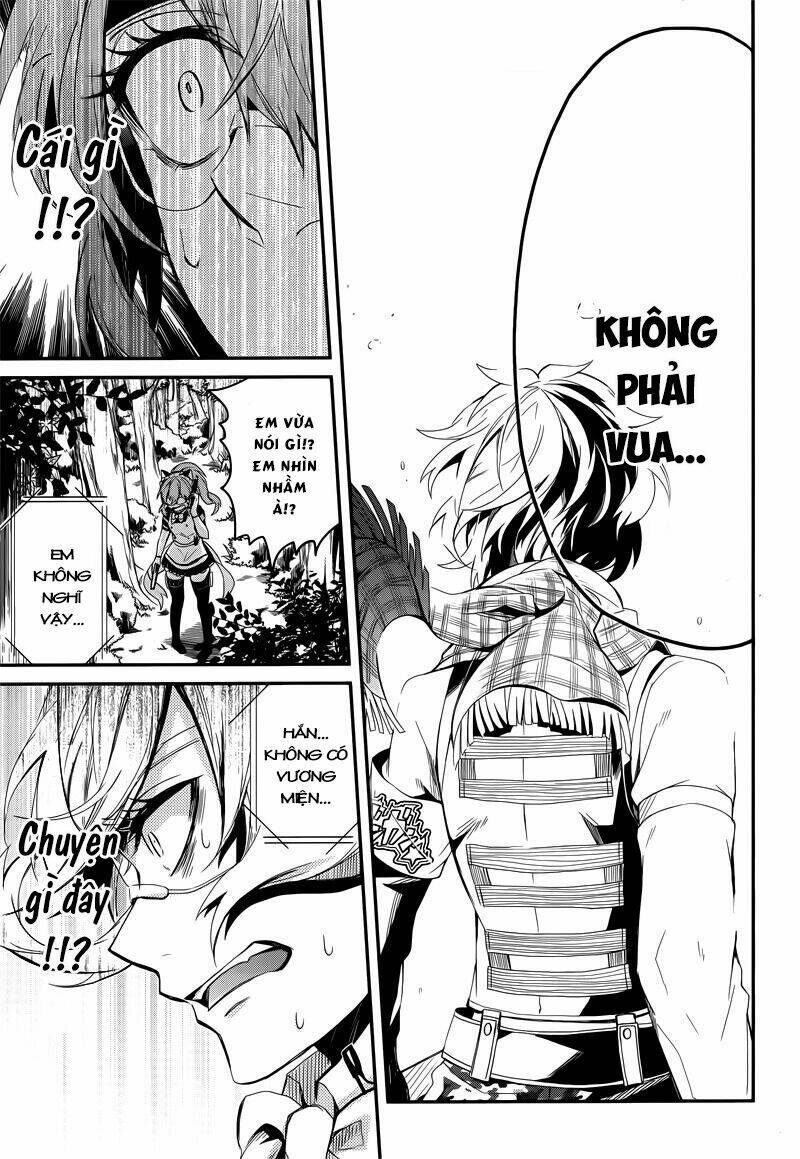 KHÔNG
PHẢI
VUA...
Cái gì
!!?
EM VỪA
NÓI GÌ!?
EM NHÌN
NHẦM
À!?
EM
KHÔNG
NGHĨ
VẬY...
HẮN...
KHÔNG CÓ
VƯƠNG
MIỆN...
Chuyện
gì đây
!!?